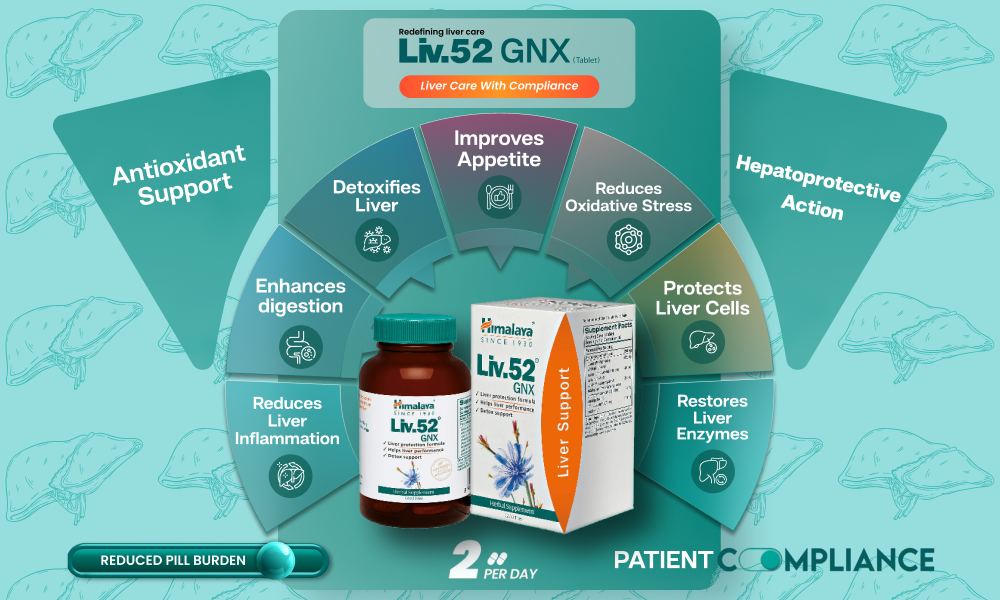 Redefining liver care
Liv.52 GNX (Tablet)
Liver Care With Compliance
Antioxidant
Support
Hepatoprotective
Action
Reduces
Liver
Inflammation
Enhances
digestion
Detoxifies
Liver
Improves
Appetite
Reduces
Oxidative Stress
Protects
Liver Cells
Restores
Liver
Enzymes
Himalaya
SINCE 1930
Liv.52
GNX
✓ Liver protection formula
✓ Helps liver performance
✓ Detox support
Herbal Supplement
Himalaya
SINCE 1930
Liv.52
GNX
✓ Liver protection formula
✓ Helps liver performance
✓ Detox support
Herbal Supplement
Liver Support
Supplement Facts
REDUCED PILL BURDEN
2 PER DAY
PATIENT COMPLIANCE